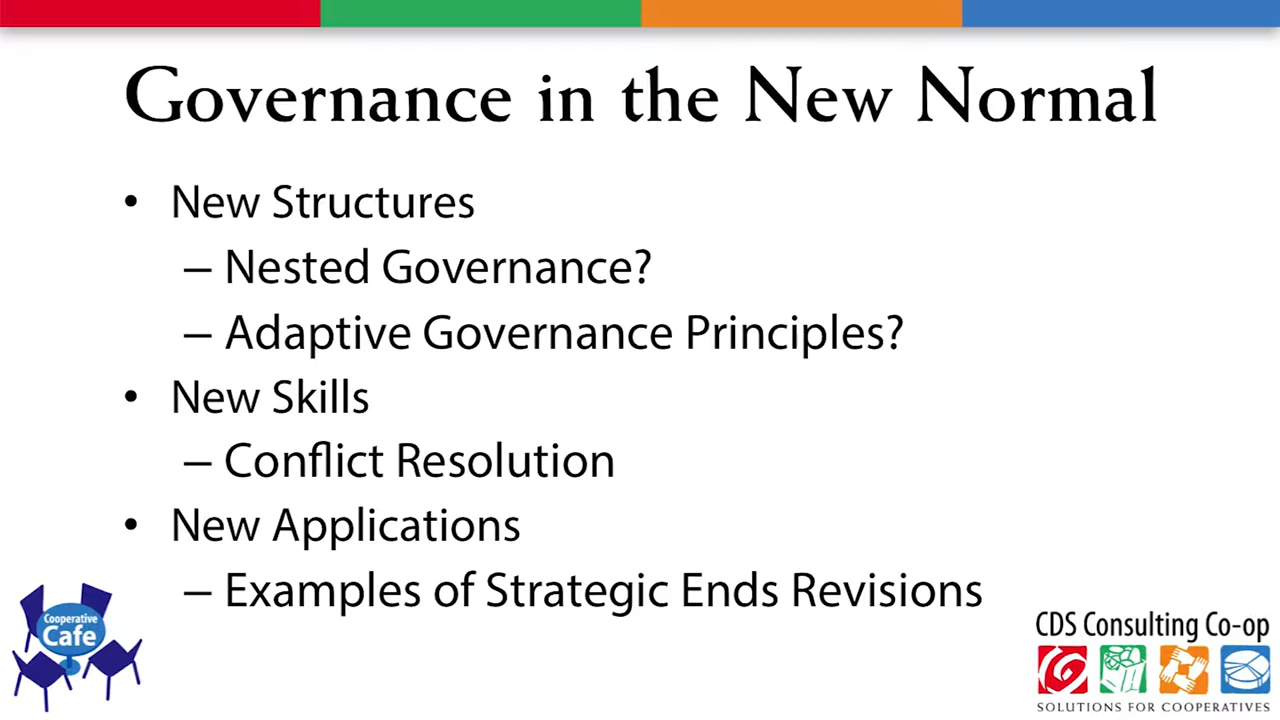 Governance in the New Normal
• New Structures
– Nested Governance?
– Adaptive Governance Principles?
• New Skills
– Conflict Resolution
• New Applications
– Examples of Strategic Ends Revisions
Cooperative
Cafe
CDS Consulting Co-op
SOLUTIONS FOR COOPERATIVES